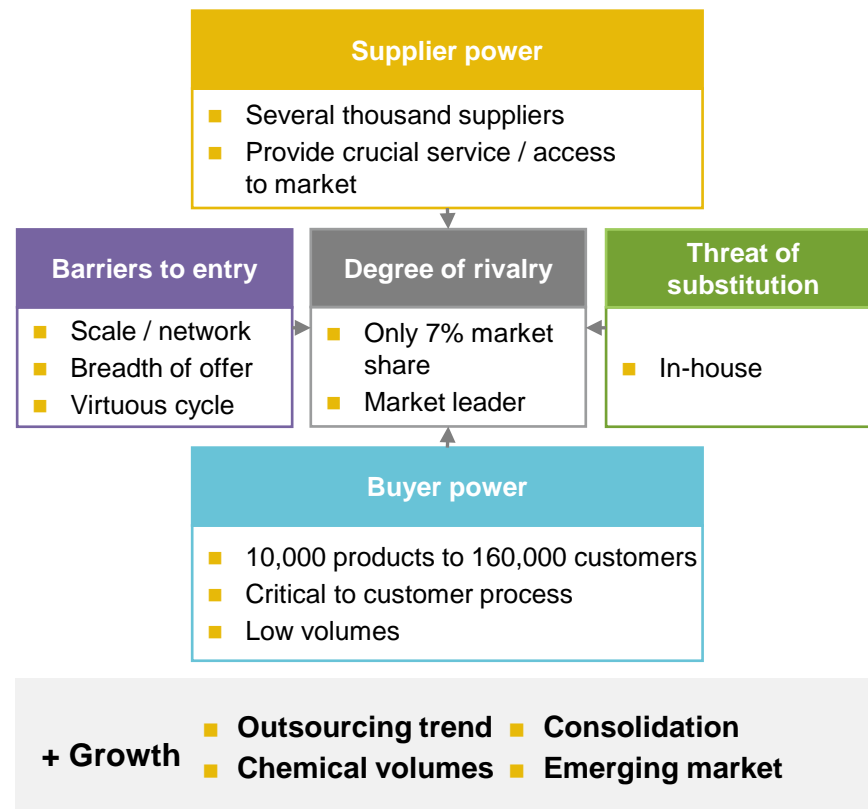 Supplier power
■ Several thousand suppliers
■ Provide crucial service / access
to market
Barriers to entry
■ Scale / network
■ Breadth of offer
■ Virtuous cycle
Degree of rivalry
■ Only 7% market
share
■ Market leader
Threat of
substitution
■ In-house
Buyer power
■ 10,000 products to 160,000 customers
■ Critical to customer process
■ Low volumes
+ Growth
■ Outsourcing trend
■ Chemical volumes
■ Consolidation
■ Emerging market